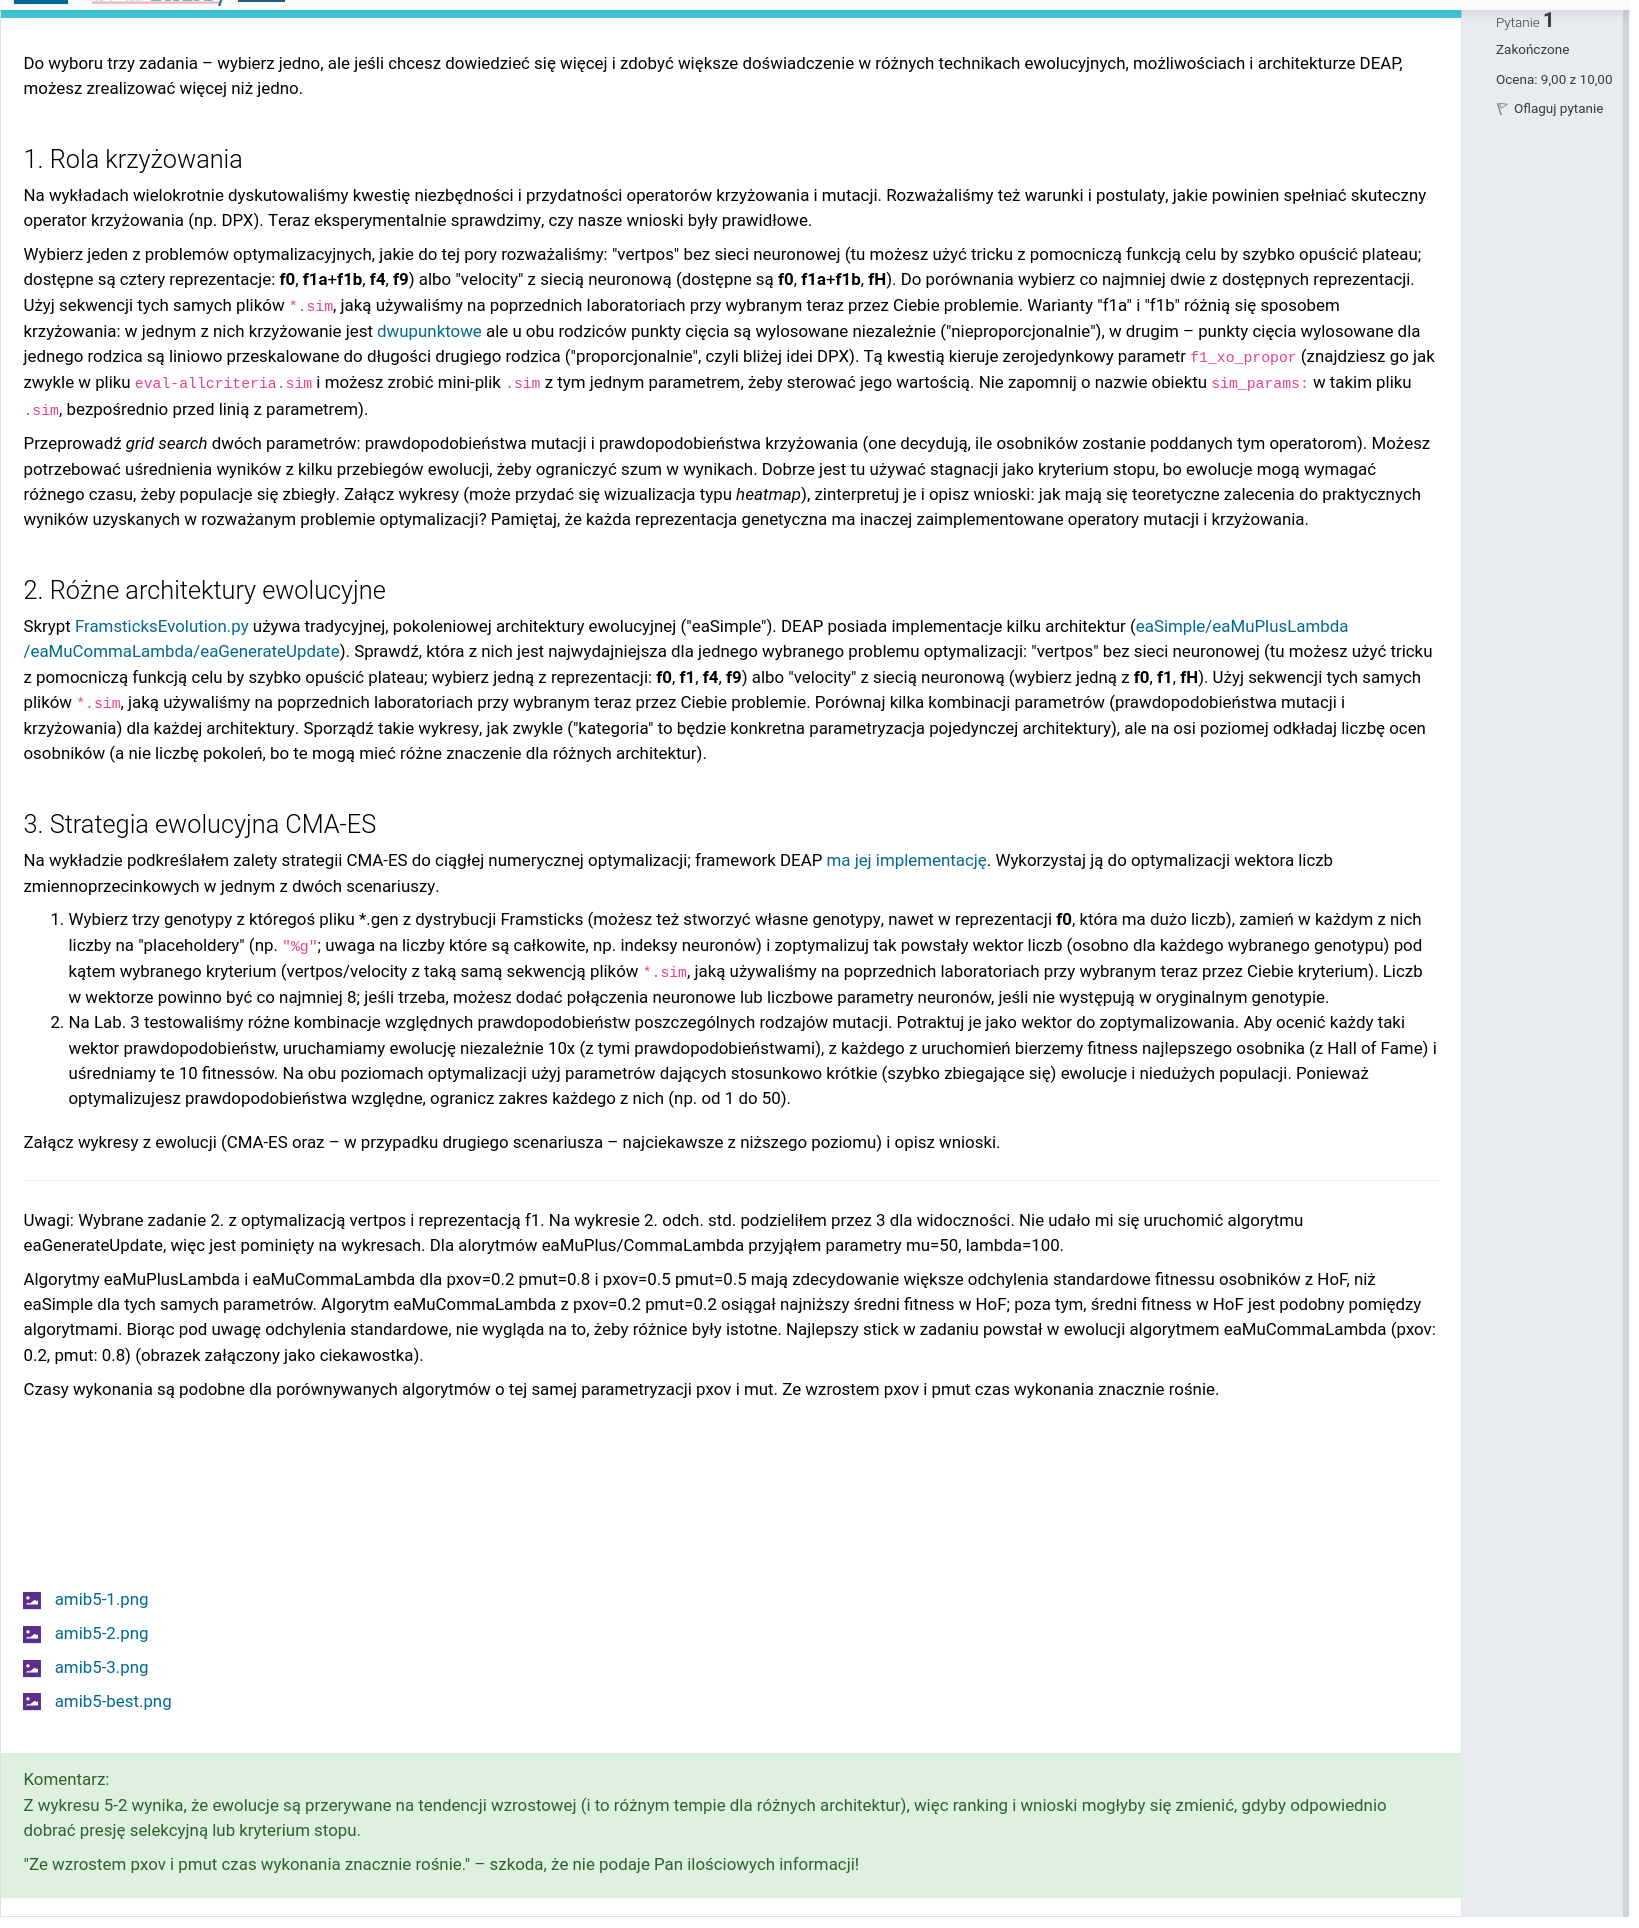 Pytanie 1
Zakończone
Ocena: 9,00 z 10,00
Oflaguj pytanie
Do wyboru trzy zadania – wybierz jedno, ale jeśli chcesz dowiedzieć się więcej i zdobyć większe doświadczenie w różnych technikach ewolucyjnych, możliwościach i architekturze DEAP,
możesz zrealizować więcej niż jedno.
1. Rola krzyżowania
Na wykładach wielokrotnie dyskutowaliśmy kwestię niezbędności i przydatności operatorów krzyżowania i mutacji. Rozważaliśmy też warunki i postulaty, jakie powinien spełniać skuteczny
operator krzyżowania (np. DPX). Teraz eksperymentalnie sprawdzimy, czy nasze wnioski były prawidłowe.
Wybierz jeden z problemów optymalizacyjnych, jakie do tej pory rozważaliśmy: "vertpos" bez sieci neuronowej (tu możesz użyć tricku z pomocniczą funkcją celu by szybko opuścić plateau;
dostępne są cztery reprezentacje: f0, f1a+f1b, f4, f9) albo "velocity" z siecią neuronową (dostępne są f0, f1a+f1b, fH). Do porównania wybierz co najmniej dwie z dostępnych reprezentacji.
Użyj sekwencji tych samych plików *.sim, jaką używaliśmy na poprzednich laboratoriach przy wybranym teraz przez Ciebie problemie. Warianty "f1a" i "f1b" różnią się sposobem
krzyżowania: w jednym z nich krzyżowanie jest dwupunktowe ale u obu rodziców punkty cięcia są wylosowane niezależnie ("nieproporcjonalnie"), w drugim – punkty cięcia wylosowane dla
jednego rodzica są liniowo przeskalowane do długości drugiego rodzica ("proporcjonalnie", czyli bliżej idei DPX). Tą kwestią kieruje zerojedynkowy parametr f1_xo_propor (znajdziesz go jak
zwykle w pliku eval-allcriteria.sim i możesz zrobić mini-plik .sim z tym jednym parametrem, żeby sterować jego wartością. Nie zapomnij o nazwie obiektu sim_params: w takim pliku
.sim, bezpośrednio przed linią z parametrem).
Przeprowadź grid search dwóch parametrów: prawdopodobieństwa mutacji i prawdopodobieństwa krzyżowania (one decydują, ile osobników zostanie poddanych tym operatorom). Możesz
potrzebować uśrednienia wyników z kilku przebiegów ewolucji, żeby ograniczyć szum w wynikach. Dobrze jest tu używać stagnacji jako kryterium stopu, bo ewolucje mogą wymagać
różnego czasu, żeby populacje się zbiegły. Załącz wykresy (może przydać się wizualizacja typu heatmap), zinterpretuj je i opisz wnioski: jak mają się teoretyczne zalecenia do praktycznych
wyników uzyskanych w rozważanym problemie optymalizacji? Pamiętaj, że każda reprezentacja genetyczna ma inaczej zaimplementowane operatory mutacji i krzyżowania.
2. Różne architektury ewolucyjne
Skrypt FramsticksEvolution.py używa tradycyjnej, pokoleniowej architektury ewolucyjnej ("eaSimple"). DEAP posiada implementacje kilku architektur (eaSimple/eaMuPlusLambda
/eaMuCommaLambda/eaGenerateUpdate). Sprawdź, która z nich jest najwydajniejsza dla jednego wybranego problemu optymalizacji: "vertpos" bez sieci neuronowej (tu możesz użyć tricku
z pomocniczą funkcją celu by szybko opuścić plateau; wybierz jedną z reprezentacji: f0, f1, f4, f9) albo "velocity" z siecią neuronową (wybierz jedną z f0, f1, fH). Użyj sekwencji tych samych
plików *.sim, jaką używaliśmy na poprzednich laboratoriach przy wybranym teraz przez Ciebie problemie. Porównaj kilka kombinacji parametrów (prawdopodobieństwa mutacji i
krzyżowania) dla każdej architektury. Sporządź takie wykresy, jak zwykle ("kategoria" to będzie konkretna parametryzacja pojedynczej architektury), ale na osi poziomej odkładaj liczbę ocen
osobników (a nie liczbę pokoleń, bo te mogą mieć różne znaczenie dla różnych architektur).
3. Strategia ewolucyjna CMA-ES
Na wykładzie podkreślałem zalety strategii CMA-ES do ciągłej numerycznej optymalizacji; framework DEAP ma jej implementację. Wykorzystaj ją do optymalizacji wektora liczb
zmiennoprzecinkowych w jednym z dwóch scenariuszy.
1. Wybierz trzy genotypy z któregoś pliku *.gen z dystrybucji Framsticks (możesz też stworzyć własne genotypy, nawet w reprezentacji f0, która ma dużo liczb), zamień w każdym z nich
liczby na "placeholdery" (np. "%g"; uwaga na liczby które są całkowite, np. indeksy neuronów) i zoptymalizuj tak powstały wektor liczb (osobno dla każdego wybranego genotypu) pod
kątem wybranego kryterium (vertpos/velocity z taką samą sekwencją plików *.sim, jaką używaliśmy na poprzednich laboratoriach przy wybranym teraz przez Ciebie kryterium). Liczb
w wektorze powinno być co najmniej 8; jeśli trzeba, możesz dodać połączenia neuronowe lub liczbowe parametry neuronów, jeśli nie występują w oryginalnym genotypie.
2. Na Lab. 3 testowaliśmy różne kombinacje względnych prawdopodobieństw poszczególnych rodzajów mutacji. Potraktuj je jako wektor do zoptymalizowania. Aby ocenić każdy taki
wektor prawdopodobieństw, uruchamiamy ewolucję niezależnie 10x (z tymi prawdopodobieństwami), z każdego z uruchomień bierzemy fitness najlepszego osobnika (z Hall of Fame) i
uśredniamy te 10 fitnessów. Na obu poziomach optymalizacji użyj parametrów dających stosunkowo krótkie (szybko zbiegające się) ewolucje i niedużych populacji. Ponieważ
optymalizujesz prawdopodobieństwa względne, ogranicz zakres każdego z nich (np. od 1 do 50).
Załącz wykresy z ewolucji (CMA-ES oraz – w przypadku drugiego scenariusza – najciekawsze z niższego poziomu) i opisz wnioski.
Uwagi: Wybrane zadanie 2. z optymalizacją vertpos i reprezentacją f1. Na wykresie 2. odch. std. podzieliłem przez 3 dla widoczności. Nie udało mi się uruchomić algorytmu
eaGenerateUpdate, więc jest pominięty na wykresach. Dla alorytmów eaMuPlus/CommaLambda przyjąłem parametry mu=50, lambda=100.
Algorytmy eaMuPlusLambda i eaMuCommaLambda dla pxov=0.2 pmut=0.8 i pxov=0.5 pmut=0.5 mają zdecydowanie większe odchylenia standardowe fitnessu osobników z HoF, niż
eaSimple dla tych samych parametrów. Algorytm eaMuCommaLambda z pxov=0.2 pmut=0.2 osiągał najniższy średni fitness w HoF; poza tym, średni fitness w HoF jest podobny pomiędzy
algorytmami. Biorąc pod uwagę odchylenia standardowe, nie wygląda na to, żeby różnice były istotne. Najlepszy stick w zadaniu powstał w ewolucji algorytmem eaMuCommaLambda (pxov:
0.2, pmut: 0.8) (obrazek załączony jako ciekawostka).
Czasy wykonania są podobne dla porównywanych algorytmów o tej samej parametryzacji pxov i mut. Ze wzrostem pxov i pmut czas wykonania znacznie rośnie.
amib5-1.png
amib5-2.png
amib5-3.png
amib5-best.png
Komentarz:
Z wykresu 5-2 wynika, że ewolucje są przerywane na tendencji wzrostowej (i to różnym tempie dla różnych architektur), więc ranking i wnioski mogłyby się zmienić, gdyby odpowiednio
dobrać presję selekcyjną lub kryterium stopu.
"Ze wzrostem pxov i pmut czas wykonania znacznie rośnie." – szkoda, że nie podaje Pan ilościowych informacji!